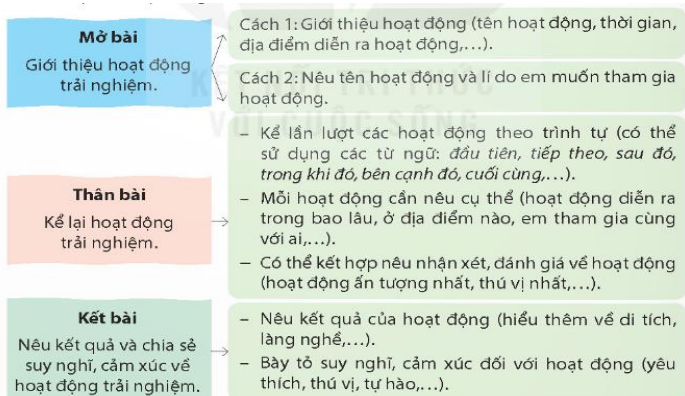 Mở bài
Giới thiệu hoạt động
trải nghiệm.
Cách 1: Giới thiệu hoạt động (tên hoạt động, thời gian,
địa điểm diễn ra hoạt động,...).
Cách 2: Nêu tên hoạt động và lí do em muốn tham gia
hoạt động.
KẾT NỐI TRI THỨC
VỚI CUỘC SỐNG
Thân bài
Kể lại hoạt động
trải nghiệm.
– Kể lần lượt các hoạt động theo trình tự (có thể
sử dụng các từ ngữ: đầu tiên, tiếp theo, sau đó,
trong khi đó, bên cạnh đó, cuối cùng,...).
– Mỗi hoạt động cần nêu cụ thể (hoạt động diễn ra
trong bao lâu, ở địa điểm nào, em tham gia cùng
với ai,...).
– Có thể kết hợp nêu nhận xét, đánh giá về hoạt động
(hoạt động ấn tượng nhất, thú vị nhất,...).
Kết bài
Nêu kết quả và chia sẻ
suy nghĩ, cảm xúc về
hoạt động trải nghiệm.
– Nêu kết quả của hoạt động (hiểu thêm về di tích,
làng nghề,...).
– Bày tỏ suy nghĩ, cảm xúc đối với hoạt động (yêu
thích, thú vị, tự hào,...).